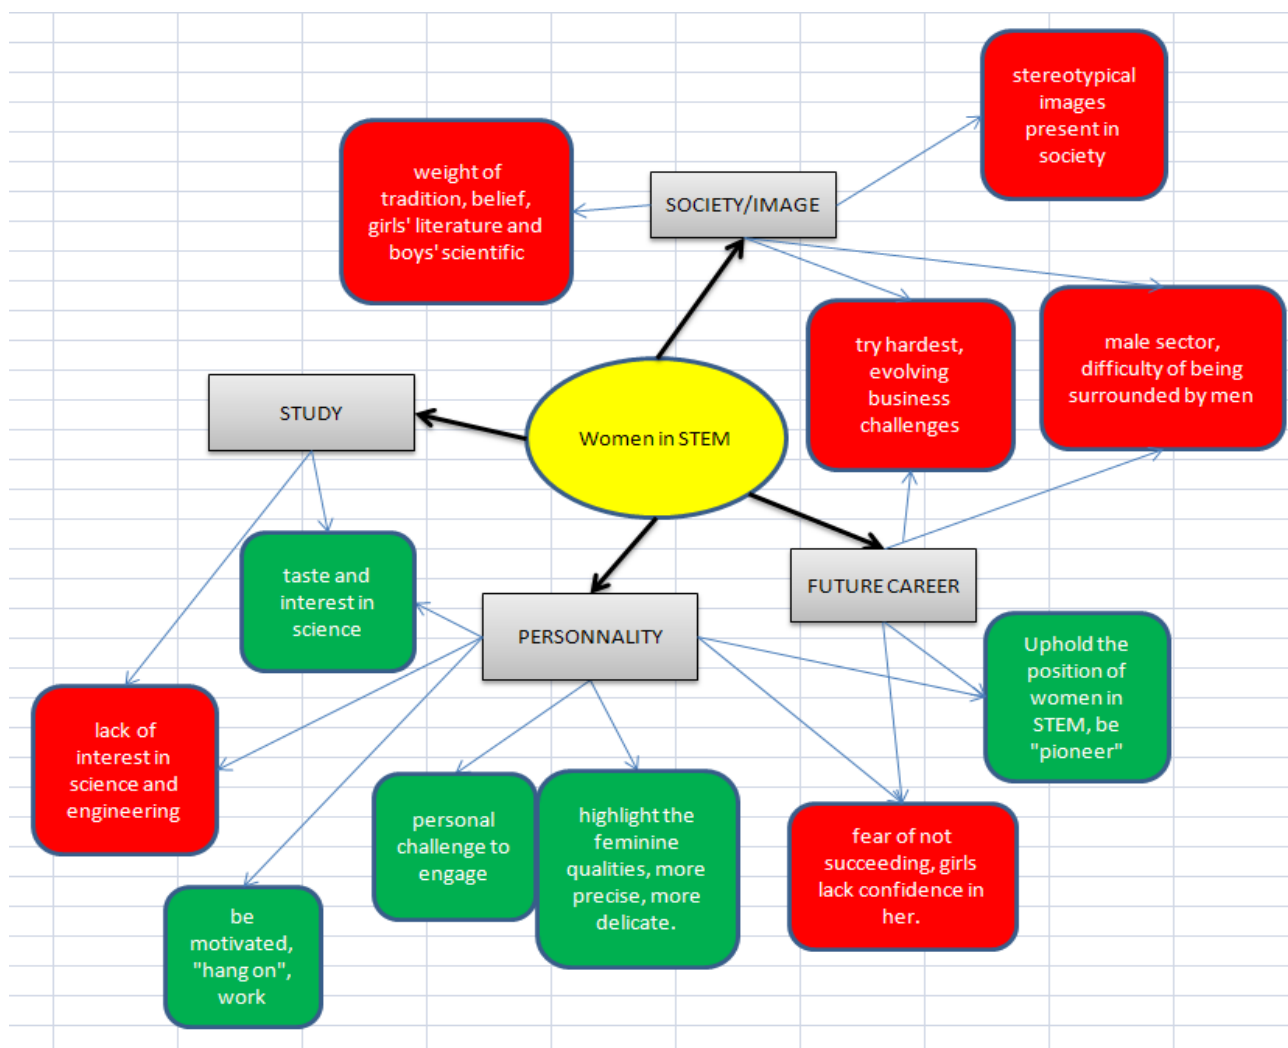 stereotypical
images
present in
society
weight of
tradition, belief,
girls' literature and
boys' scientific
SOCIETY/IMAGE
try hardest,
evolving
business
challenges
male sector,
difficulty of being
surrounded by men
STUDY
Women in STEM
taste and
interest in
science
PERSONNALITY
FUTURE CAREER
Uphold the
position of
women in
STEM, be
"pioneer"
lack of
interest in
science and
engineering
personal
challenge to
engage
highlight the
feminine
qualities, more
precise, more
delicate.
fear of not
succeeding, girls
lack confidence in
her.
be
motivated,
"hang on",
work